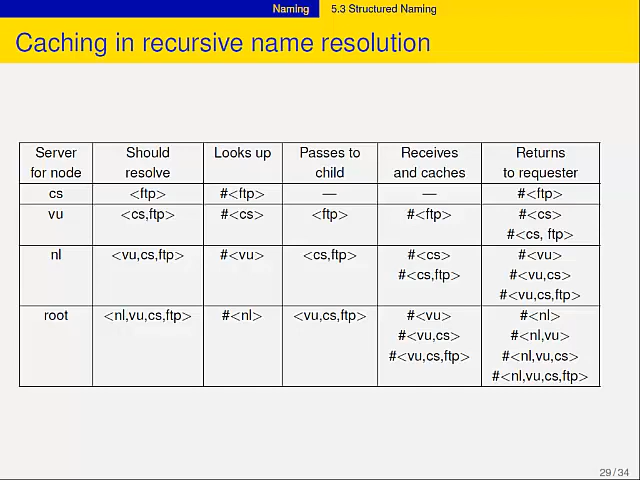 Naming 5.3 Structured Naming
Caching in recursive name resolution
Server Should Looks up Passes to Receives Returns
for node resolve child and caches to requester
cs <ftp> #<ftp> — — #<ftp>
vu <cs,ftp> #<cs> <ftp> #<ftp> #<cs>
#<cs, ftp>
nl <vu,cs,ftp> #<vu> <cs,ftp> #<cs> #<vu>
#<cs,ftp> #<vu,cs>
#<vu,cs,ftp>
root <nl,vu,cs,ftp> #<nl> <vu,cs,ftp> #<vu> #<nl>
#<vu,cs> #<nl,vu>
#<vu,cs,ftp> #<nl,vu,cs>
#<nl,vu,cs,ftp>
29 / 34